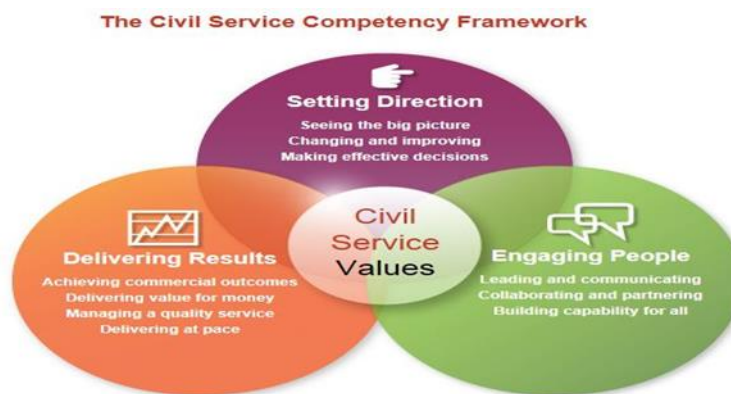 The Civil Service Competency Framework
Setting Direction
Seeing the big picture
Changing and improving
Making effective decisions
Civil
Service
Values
Delivering Results
Achieving commercial outcomes
Delivering value for money
Managing a quality service
Delivering at pace
Engaging People
Leading and communicating
Collaborating and partnering
Building capability for all